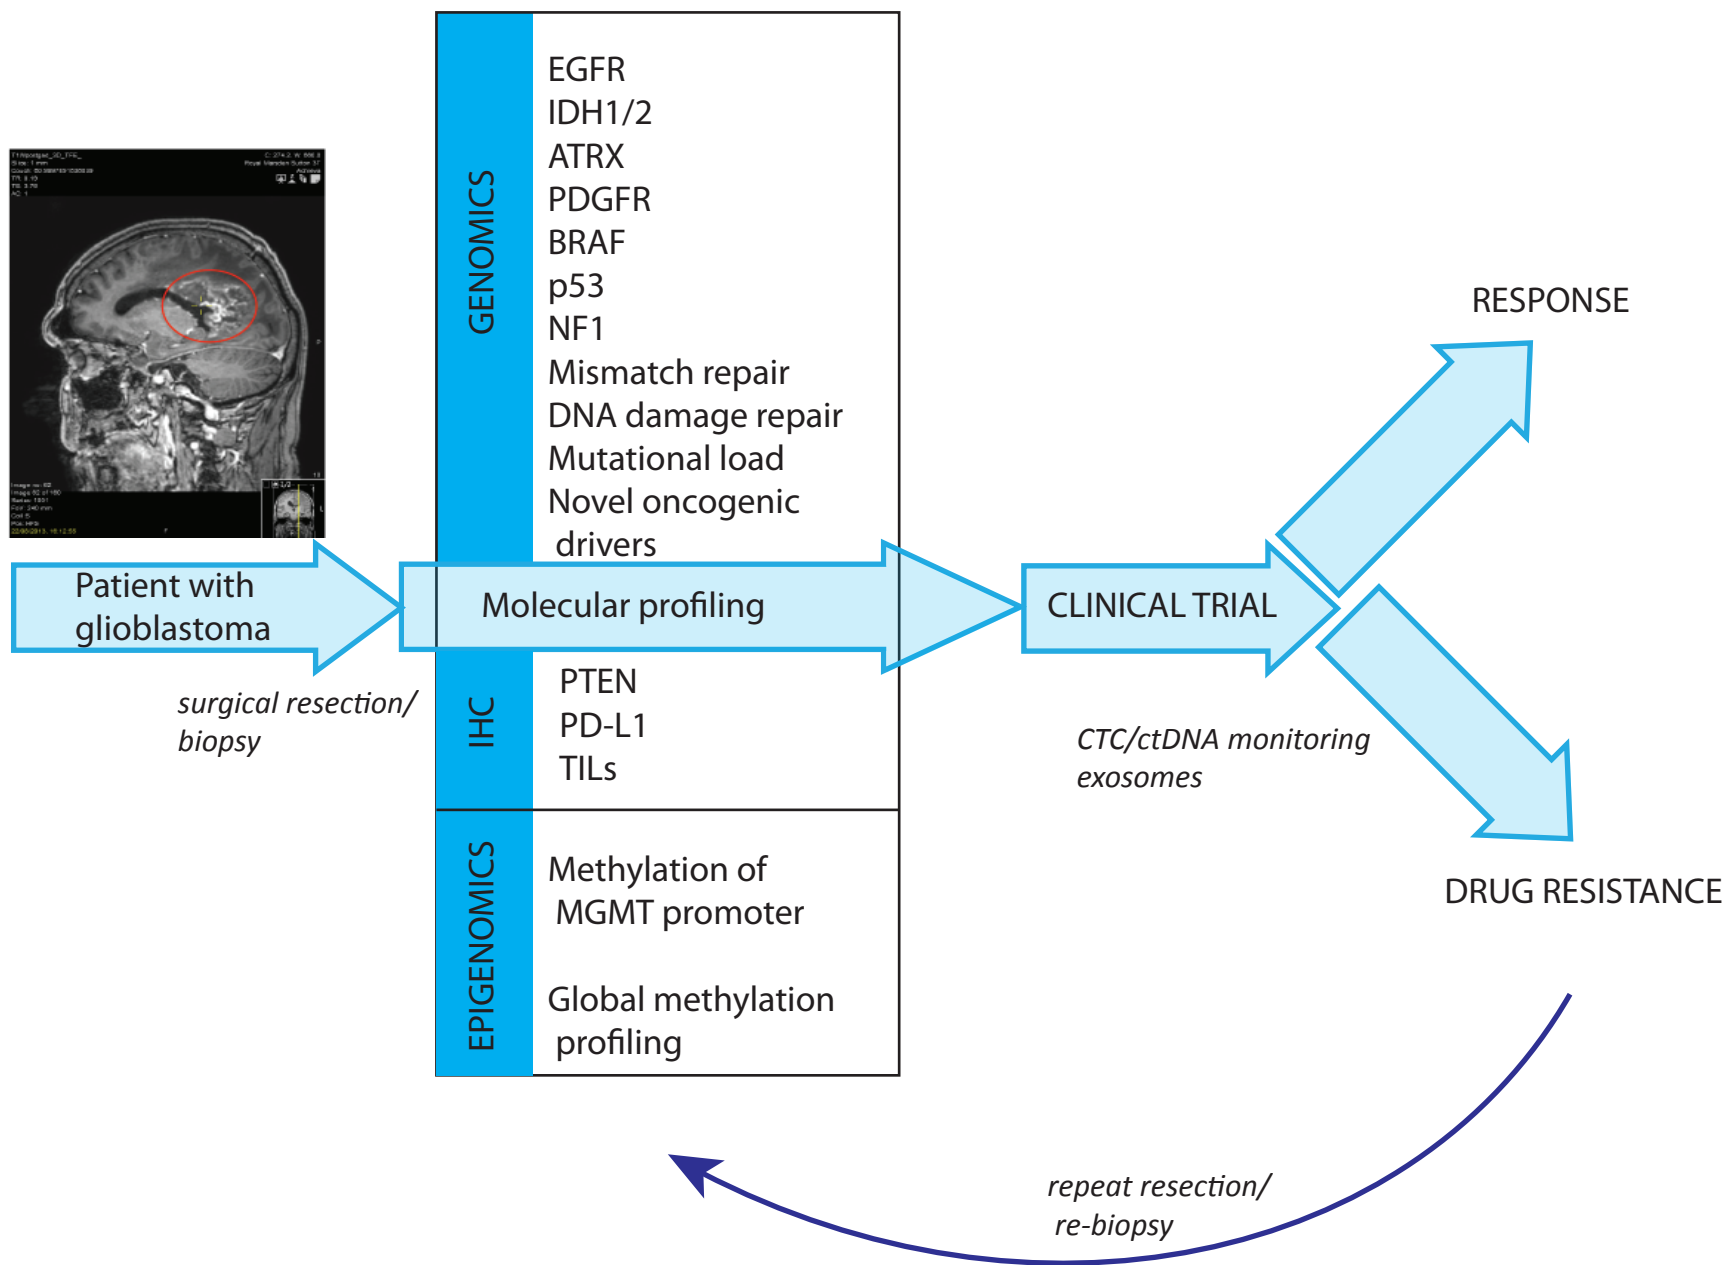 GENOMICS
EGFR
IDH1/2
ATRX
PDGFR
BRAF
p53
NF1
Mismatch repair
DNA damage repair
Mutational load
Novel oncogenic
drivers
Patient with
glioblastoma
surgical resection/
biopsy
Molecular profiling
IHC
PTEN
PD-L1
TILs
EPIGENOMICS
Methylation of
MGMT promoter
Global methylation
profiling
CLINICAL TRIAL
CTC/ctDNA monitoring
exosomes
RESPONSE
DRUG RESISTANCE
repeat resection/
re-biopsy